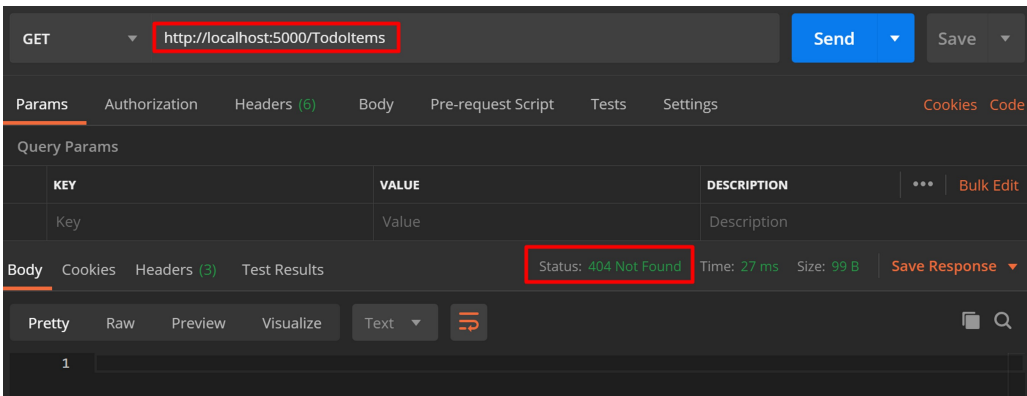 GET http://localhost:5000/TodoItems Send Save
Params Authorization Headers (6) Body Pre-request Script Tests Settings Cookies Code
Query Params
KEY VALUE DESCRIPTION ••• Bulk Edit
Key Value Description
Body Cookies Headers (3) Test Results Status: 404 Not Found Time: 27 ms Size: 99 B Save Response
Pretty Raw Preview Visualize Text
1